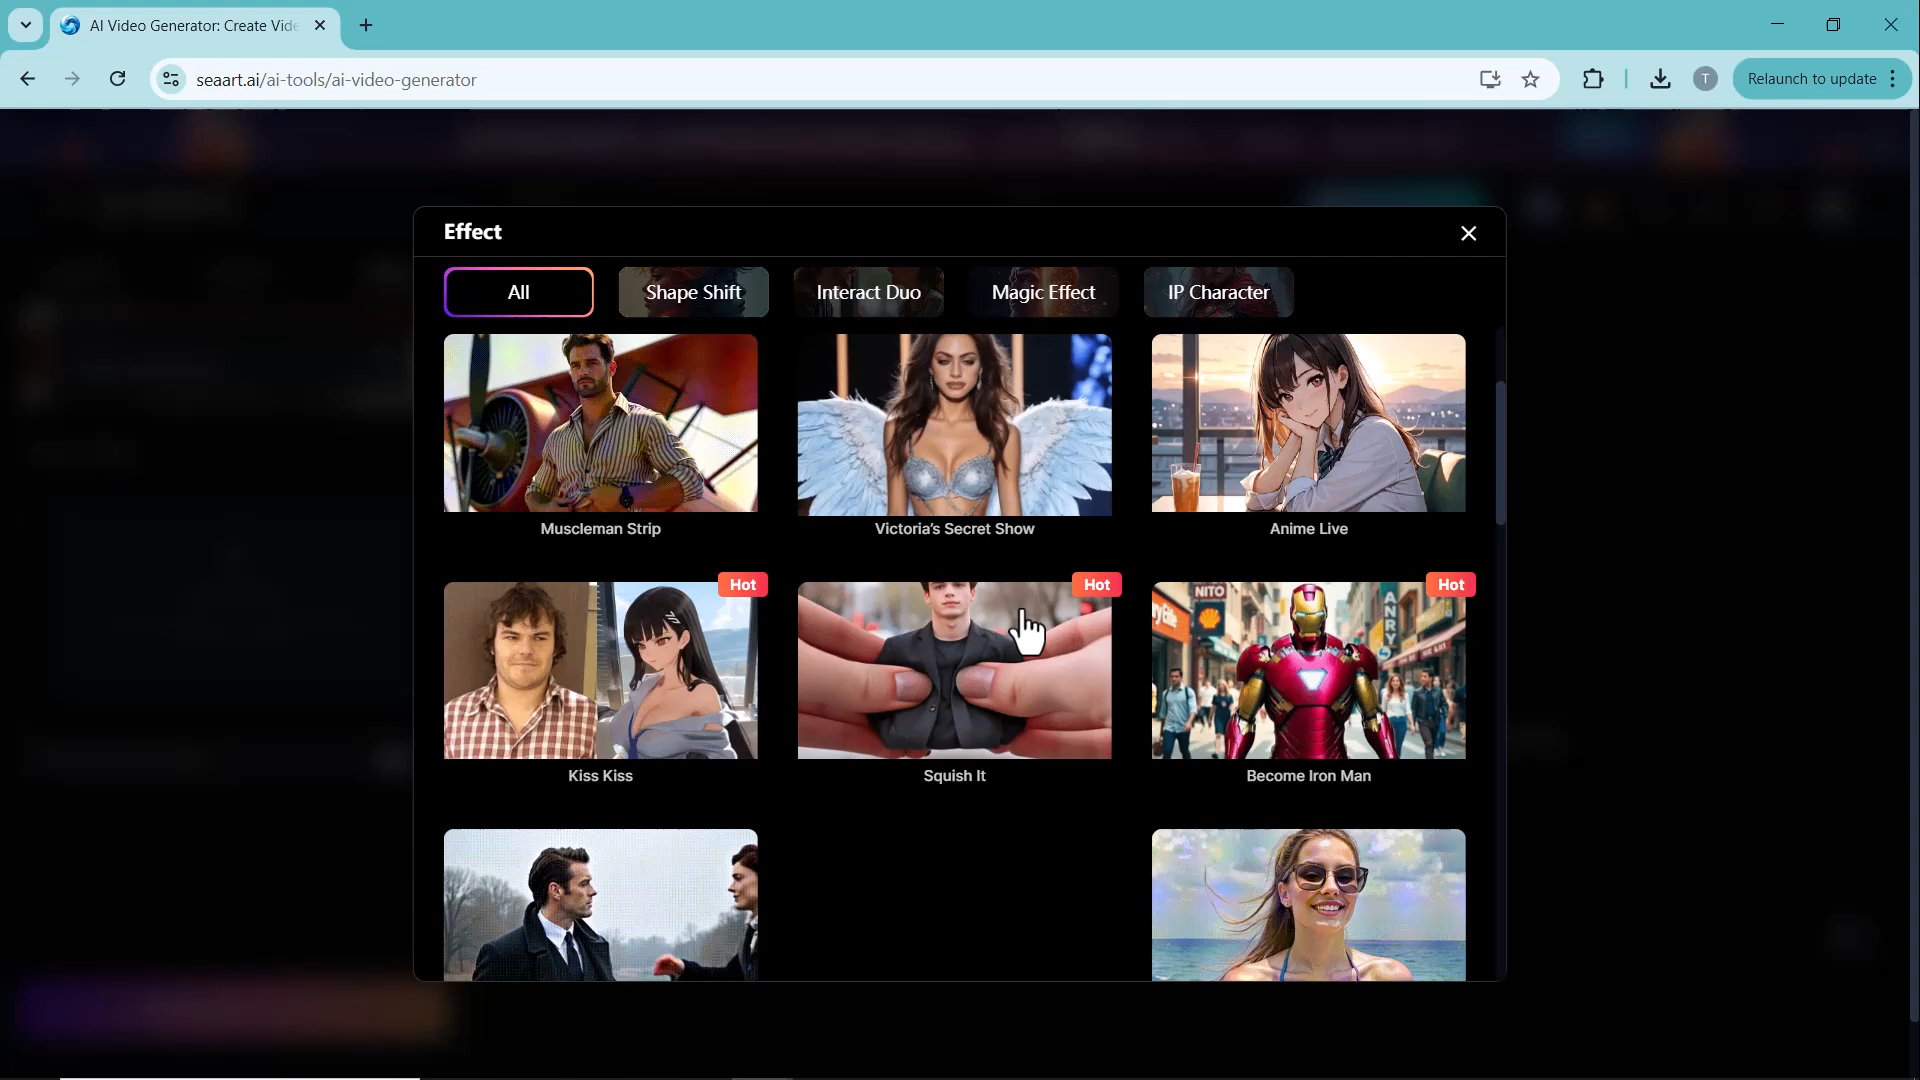 AI Video Generator: Create Vide
seaart.ai/ai-tools/ai-video-generator
T
Relaunch to update
Effect
All
Shape Shift
Interact Duo
Magic Effect
IP Character
Muscleman Strip
Victoria's Secret Show
Anime Live
Hot
Hot
Hot
NITO
ANRY
Kiss Kiss
Squish It
Become Iron Man